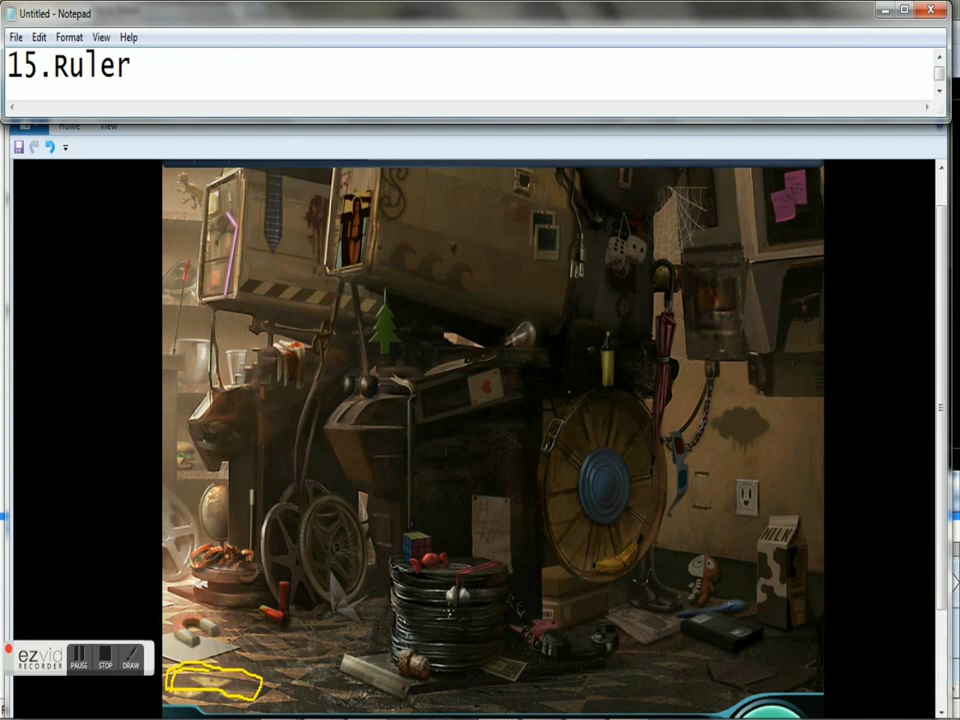 Untitled - Notepad
File Edit Format View Help
15.Ruler
Home View
MILK
ezvid
RECORDER
PAUSE STOP DRAW